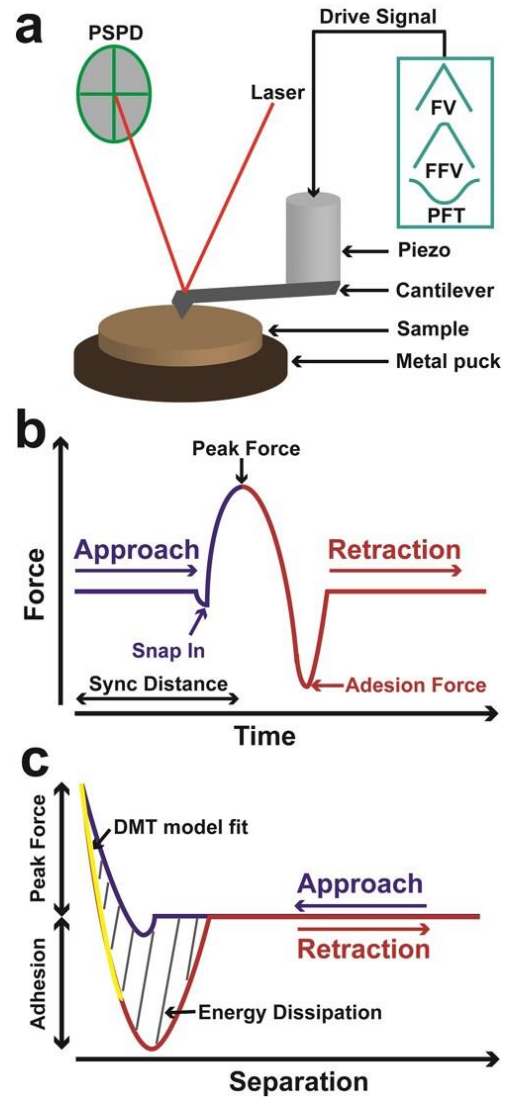 a
PSPD
Drive Signal
Laser
FV
FFV
PFT
Piezo
Cantilever
Sample
Metal puck
b
Peak Force
Approach
Retraction
Force
Snap In
Sync Distance
Adesion Force
Time
c
Peak Force
DMT model fit
Approach
Retraction
Adhesion
Energy Dissipation
Separation